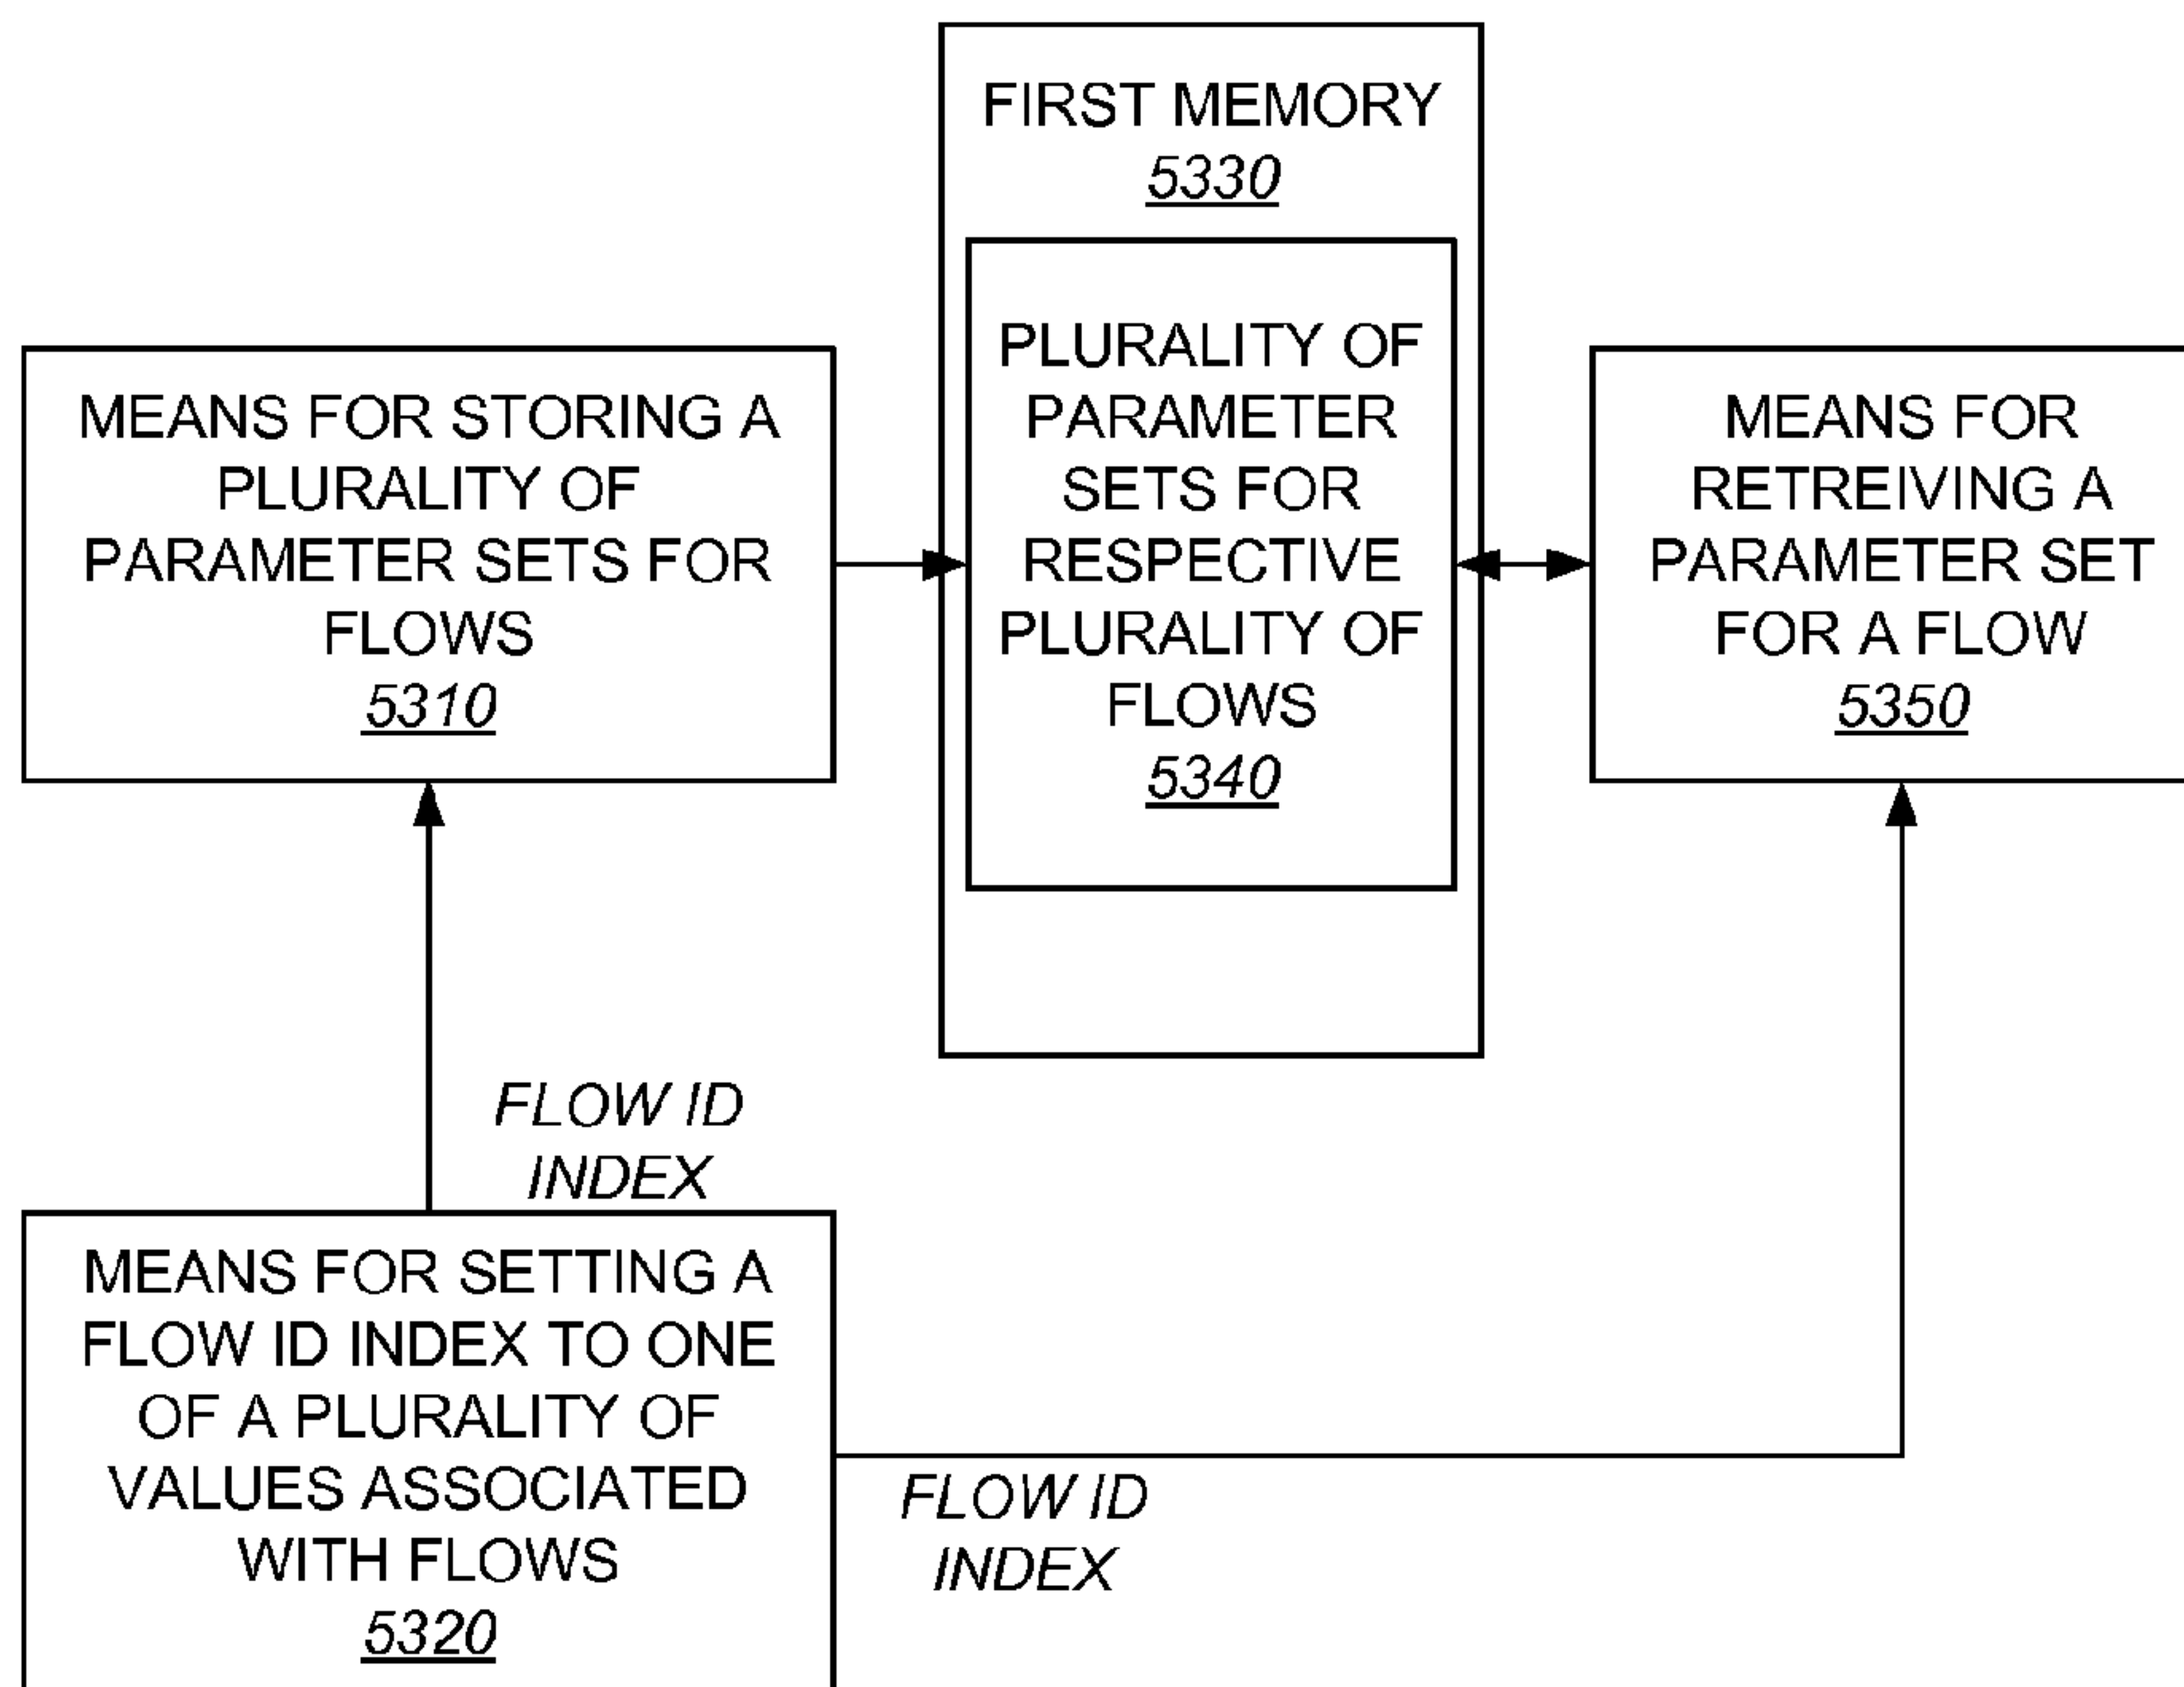 FIRST MEMORY
5330
PLURALITY OF
PARAMETER
SETS FOR
RESPECTIVE
PLURALITY OF
FLOWS
5340
MEANS FOR STORING A
PLURALITY OF
PARAMETER SETS FOR
FLOWS
5310
MEANS FOR
RETREIVING A
PARAMETER SET
FOR A FLOW
5350
FLOW ID
INDEX
MEANS FOR SETTING A
FLOW ID INDEX TO ONE
OF A PLURALITY OF
VALUES ASSOCIATED
WITH FLOWS
5320
FLOW ID
INDEX